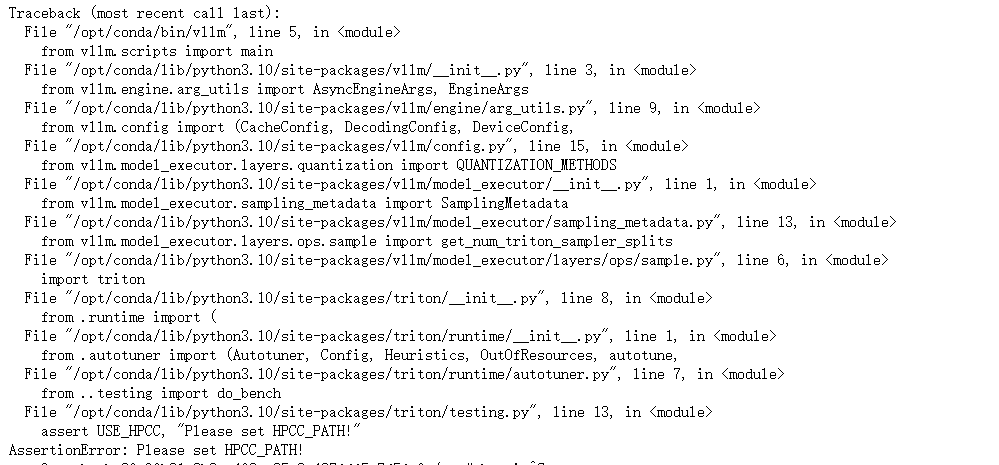 Traceback (most recent call last):
  File "/opt/conda/bin/vllm", line 5, in <module>
    from vllm.scripts import main
  File "/opt/conda/lib/python3.10/site-packages/vllm/__init__.py", line 3, in <module>
    from vllm.engine.arg_utils import AsyncEngineArgs, EngineArgs
  File "/opt/conda/lib/python3.10/site-packages/vllm/engine/arg_utils.py", line 9, in <module>
    from vllm.config import (CacheConfig, DecodingConfig, DeviceConfig,
  File "/opt/conda/lib/python3.10/site-packages/vllm/config.py", line 15, in <module>
    from vllm.model_executor.layers.quantization import QUANTIZATION_METHODS
  File "/opt/conda/lib/python3.10/site-packages/vllm/model_executor/__init__.py", line 1, in <module>
    from vllm.model_executor.sampling_metadata import SamplingMetadata
  File "/opt/conda/lib/python3.10/site-packages/vllm/model_executor/sampling_metadata.py", line 13, in <module>
    from vllm.model_executor.layers.ops.sample import get_num_triton_sampler_splits
  File "/opt/conda/lib/python3.10/site-packages/vllm/model_executor/layers/ops/sample.py", line 6, in <module>
    import triton
  File "/opt/conda/lib/python3.10/site-packages/triton/__init__.py", line 8, in <module>
    from .runtime import (
  File "/opt/conda/lib/python3.10/site-packages/triton/runtime/__init__.py", line 1, in <module>
    from .autotuner import (Autotuner, Config, Heuristics, OutOfResources, autotune,
  File "/opt/conda/lib/python3.10/site-packages/triton/runtime/autotuner.py", line 7, in <module>
    from ..testing import do_bench
  File "/opt/conda/lib/python3.10/site-packages/triton/testing.py", line 13, in <module>
    assert USE_HPCC, "Please set HPCC_PATH!"
AssertionError: Please set HPCC_PATH!